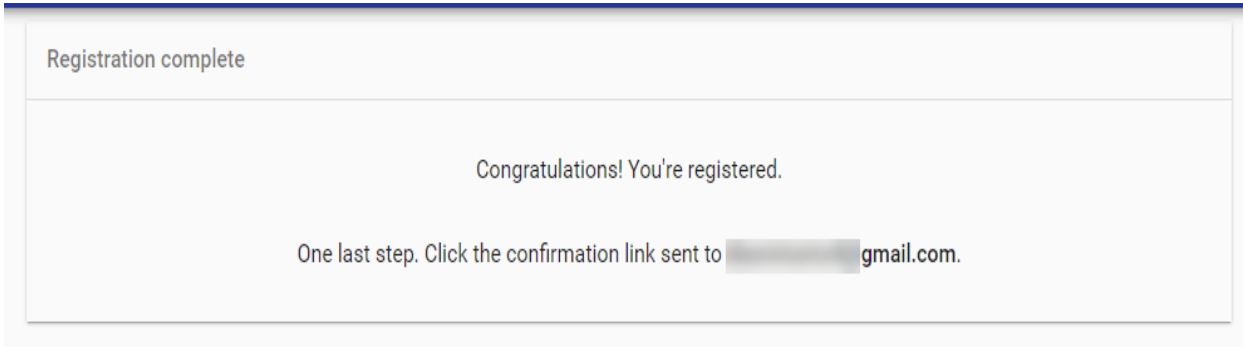 Registration complete
Congratulations! You're registered.
One last step. Click the confirmation link sent to gmail.com.